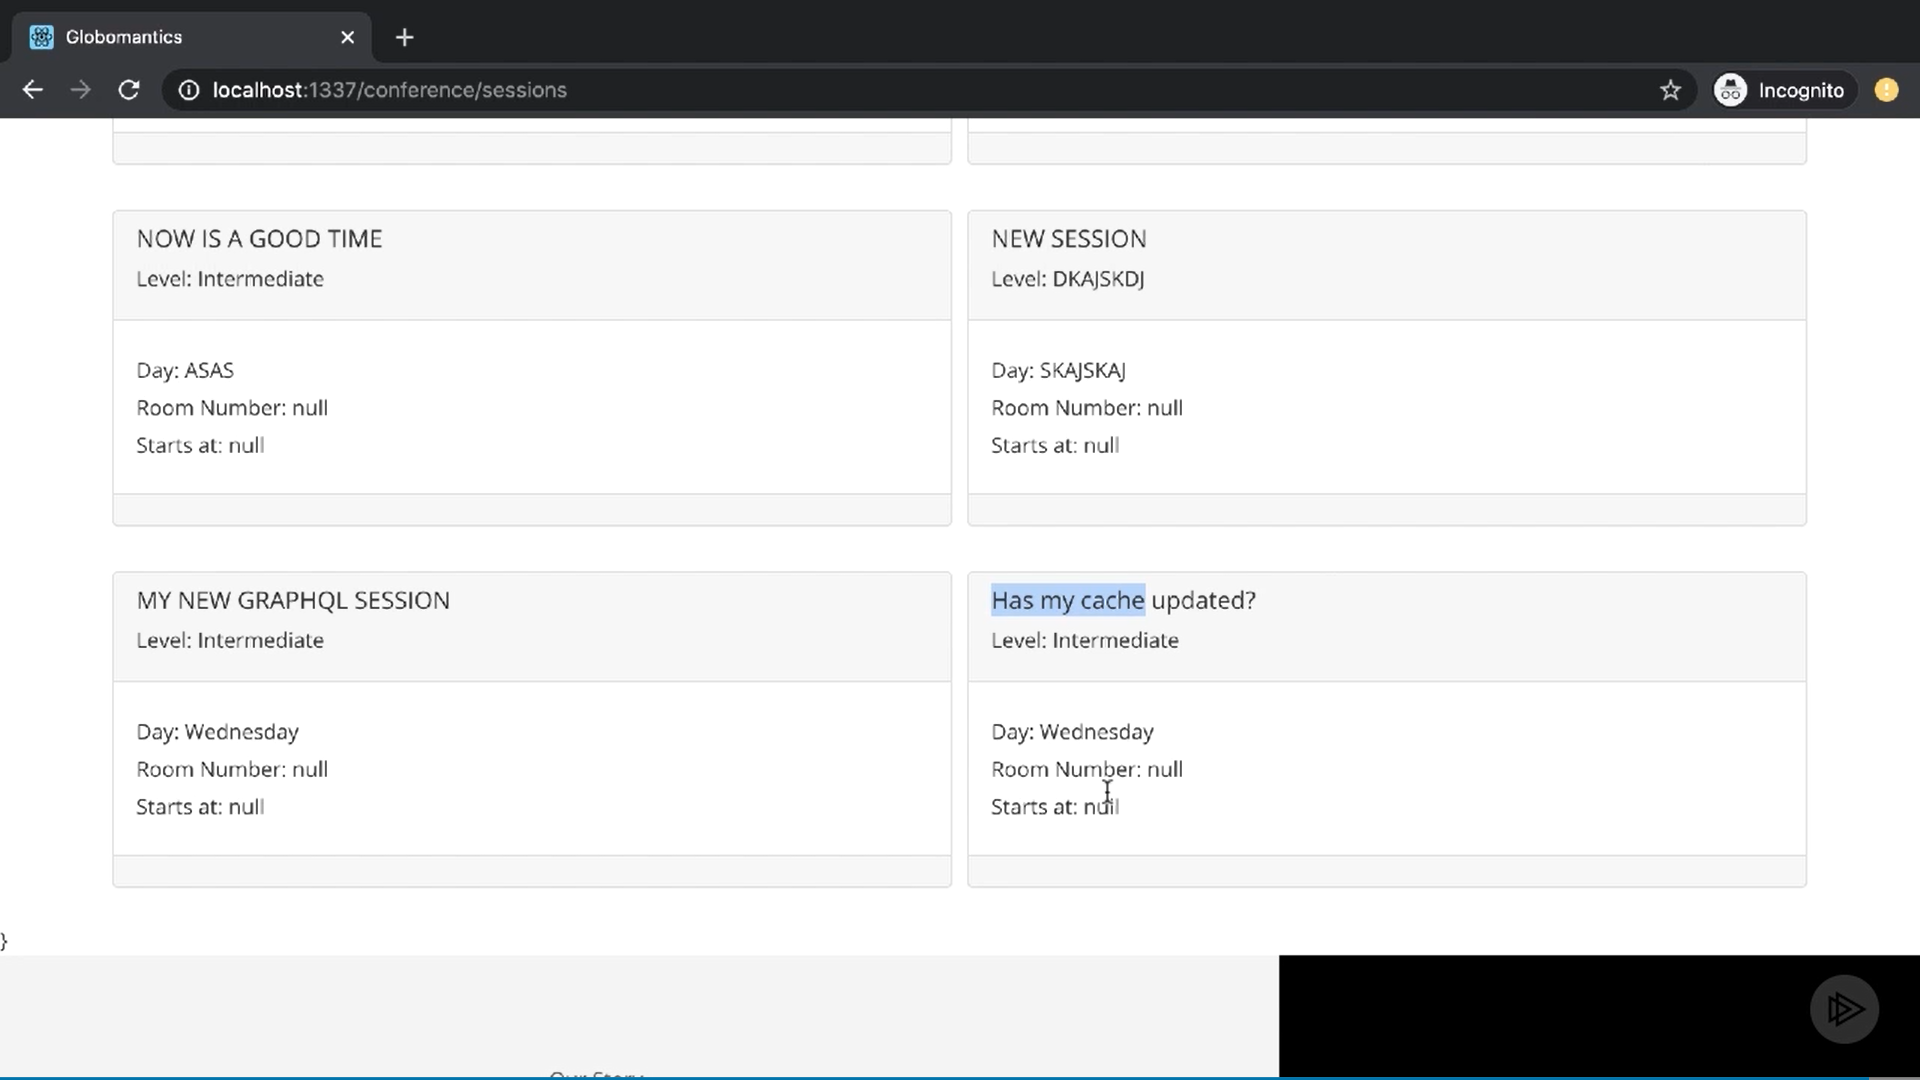 Globomantics
localhost:1337/conference/sessions
Incognito
NOW IS A GOOD TIME
Level: Intermediate
Day: ASAS
Room Number: null
Starts at: null
NEW SESSION
Level: DKAJSKDJ
Day: SKAJSKAJ
Room Number: null
Starts at: null
MY NEW GRAPHQL SESSION
Level: Intermediate
Day: Wednesday
Room Number: null
Starts at: null
Has my cache updated?
Level: Intermediate
Day: Wednesday
Room Number: null
Starts at: null
}
Our Story